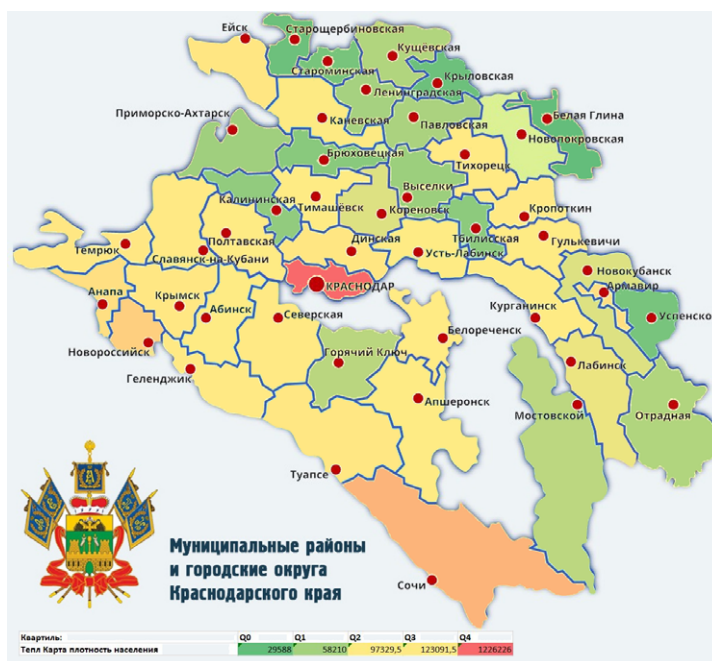 Ейск
Старощербиновская
Кущёвская
Староминская
Крыловская
Ленинградская
Приморско-Ахтарск
Каневская
Павловская
Белая Глина
Новопокровская
Брюховецкая
Тихорецк
Калининская
Выселки
Тимашёвск
Кореновск
Кропоткин
Полтавская
Тбилисская
Гулькевичи
Темрюк
Славянск-на-Кубани
Динская
Усть-Лабинск
Новокубанск
Армавир
Анапа
КРАСНОДАР
Крымск
Абинск
Северская
Курганинск
Успенское
Белореченск
Новороссийск
Горячий Ключ
Лабинск
Геленджик
Апшеронск
Мостовской
Отрадная
Туапсе
Сочи
Муниципальные районы
и городские округа
Краснодарского края
Квартиль: Q0 Q1 Q2 Q3 Q4
Тепл Карта плотность населения 29588 58210 97329,5 123091,5 1226226